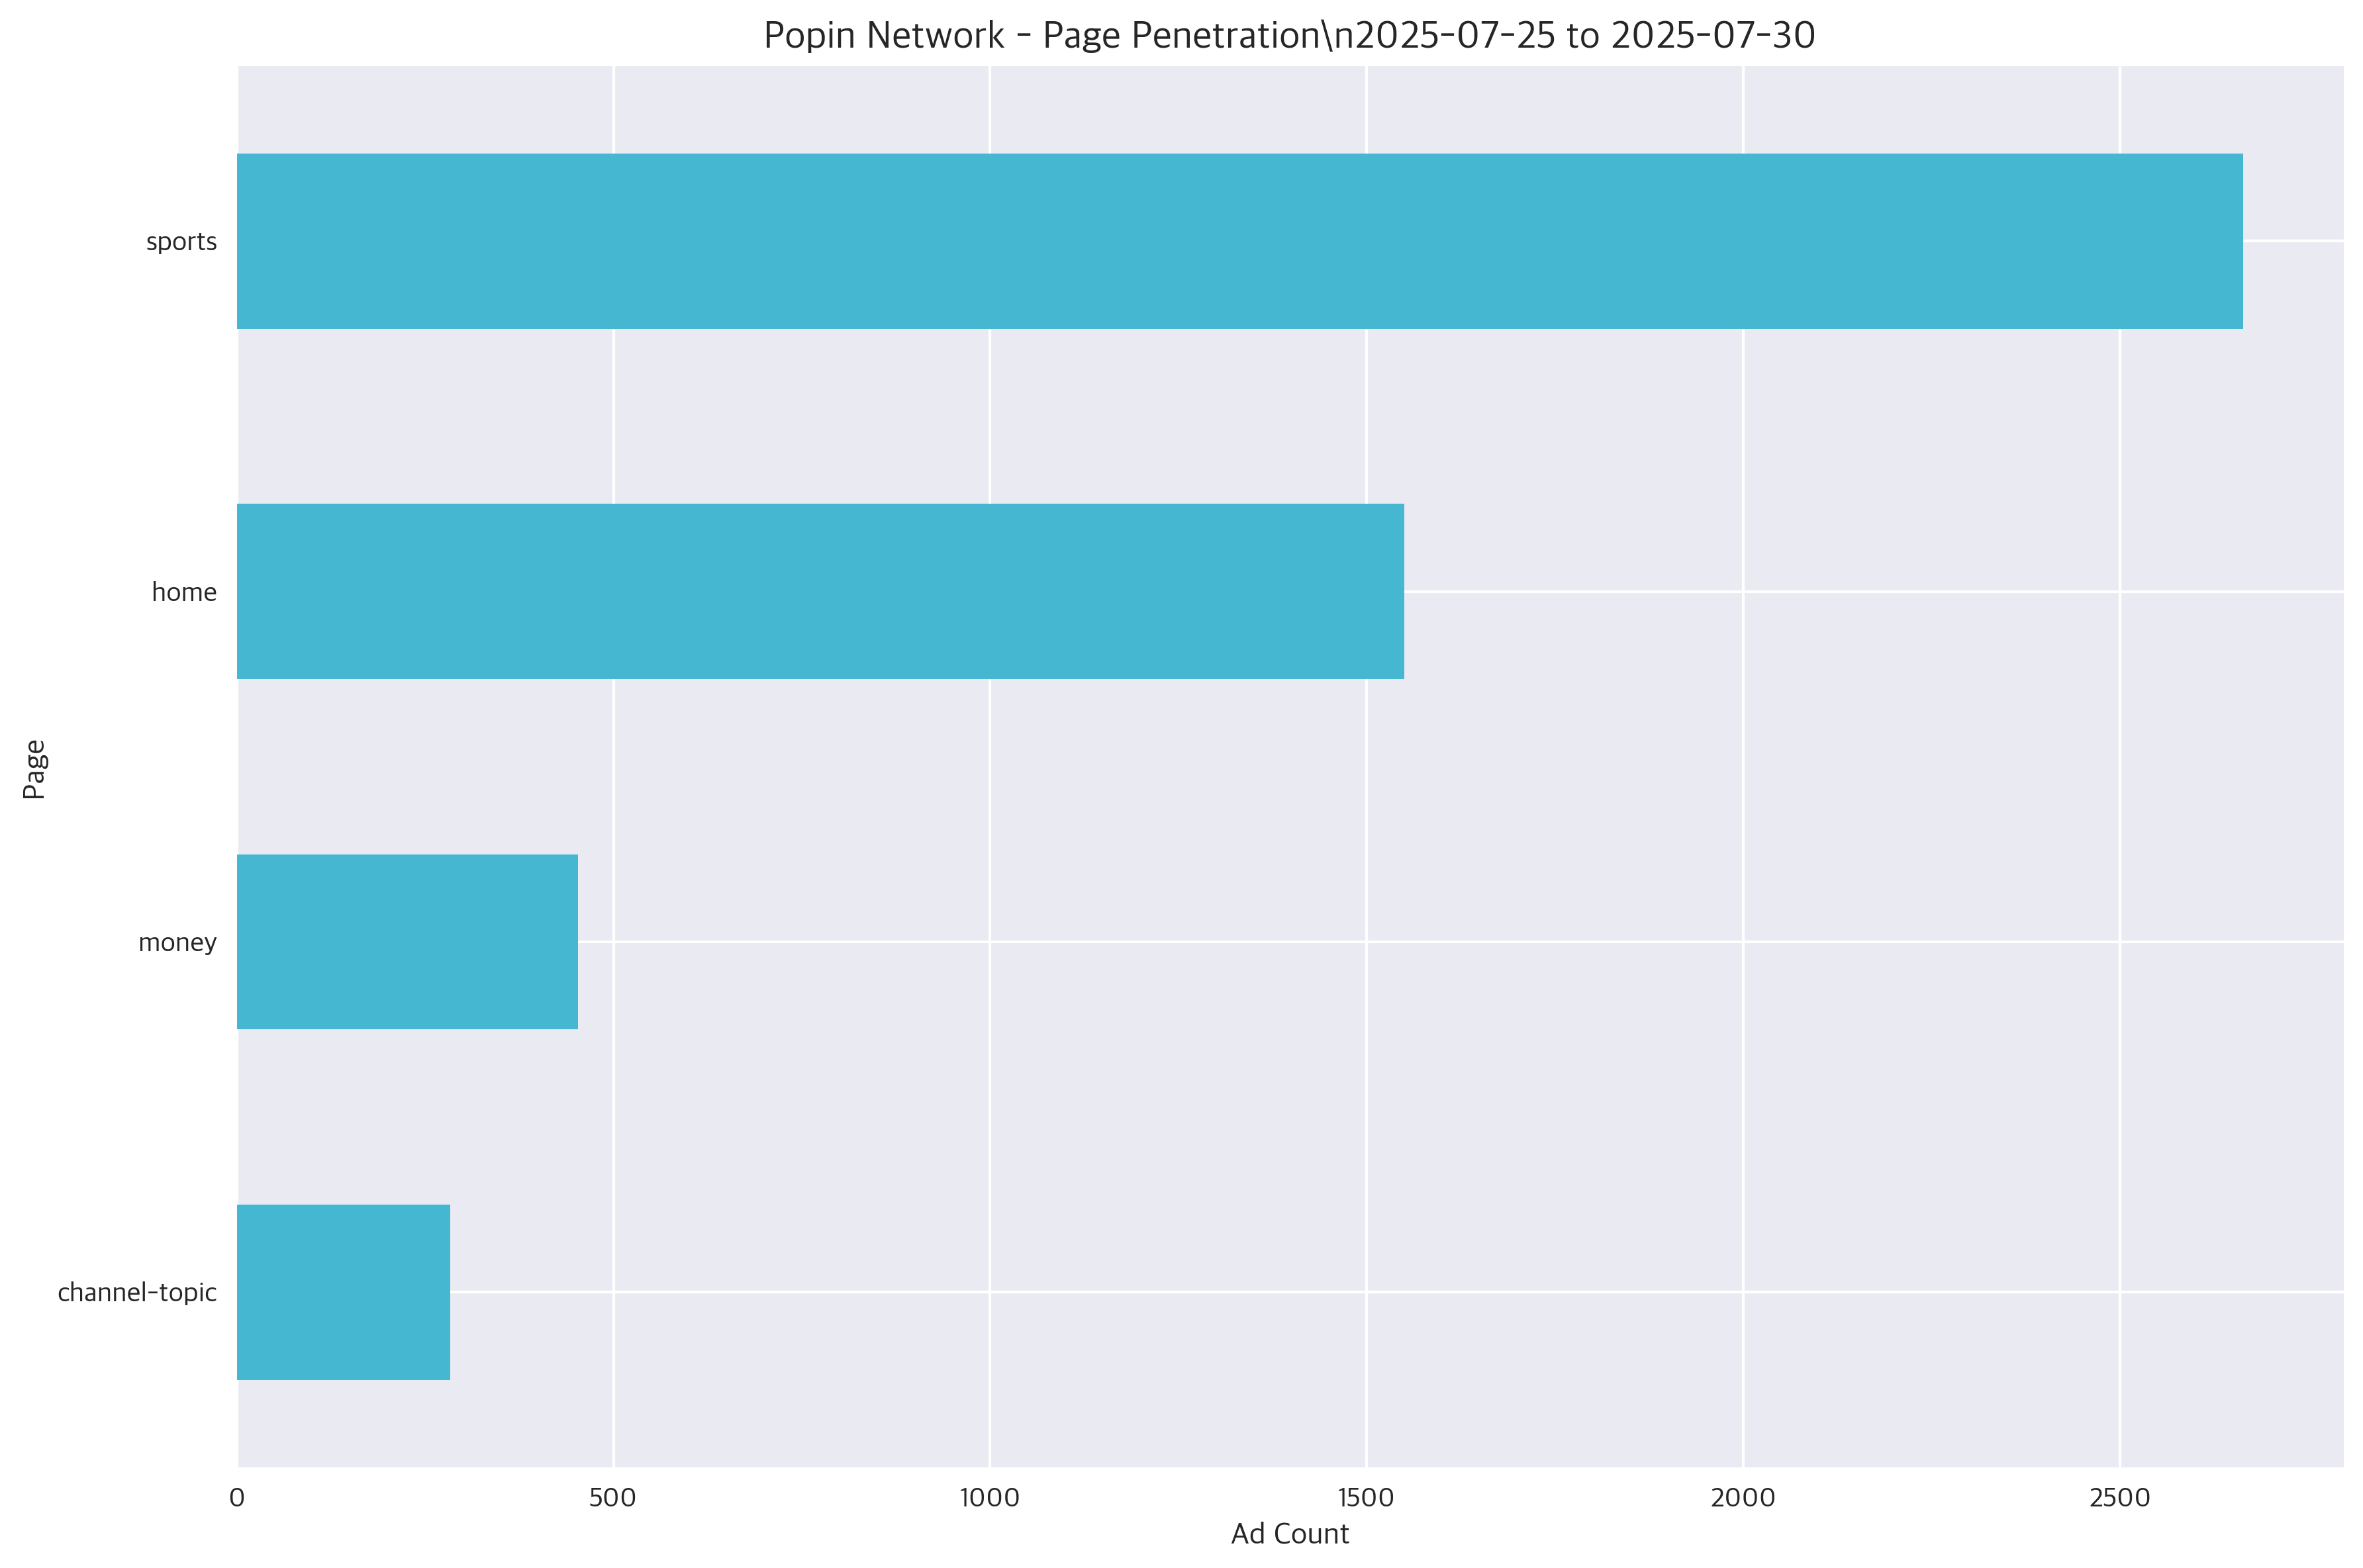 Popin Network - Page Penetration\n2025-07-25 to 2025-07-30
sports
home
money
channel-topic
Page
0 500 1000 1500 2000 2500
Ad Count